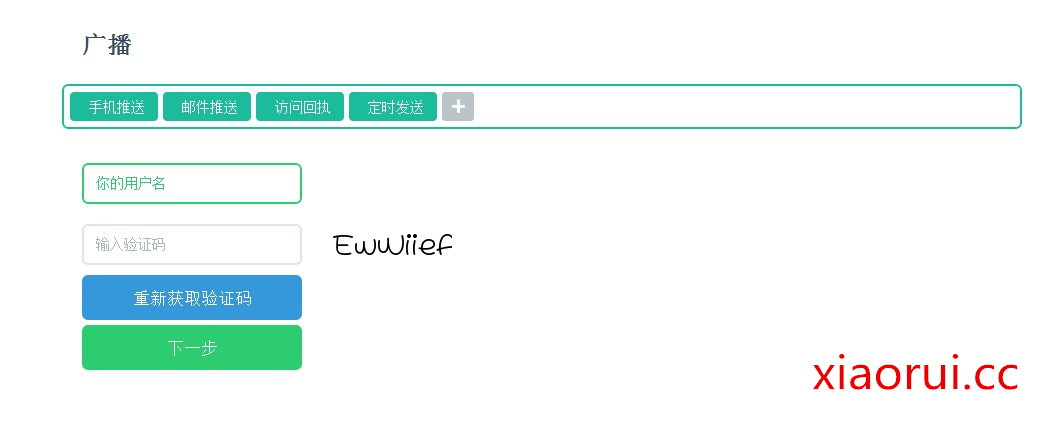 广播
手机推送 邮件推送 访问回执 定时发送 +
你的用户名
输入验证码 EwWiief
重新获取验证码
下一步
xiaorui.cc